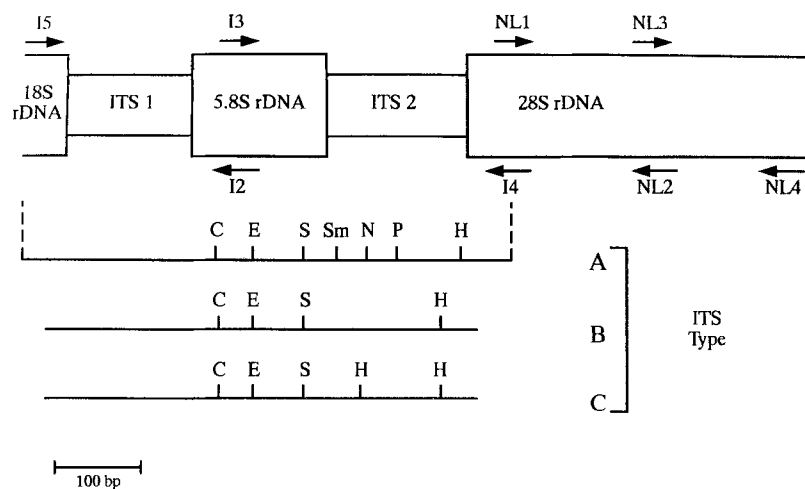 I5 I3 NL1 NL3
18S rDNA
ITS 1
5.8S rDNA
ITS 2
28S rDNA
I2 I4 NL2 NL4
C E S Sm N P H
A
C E S H
B
ITS Type
C E S H H
C
100 bp